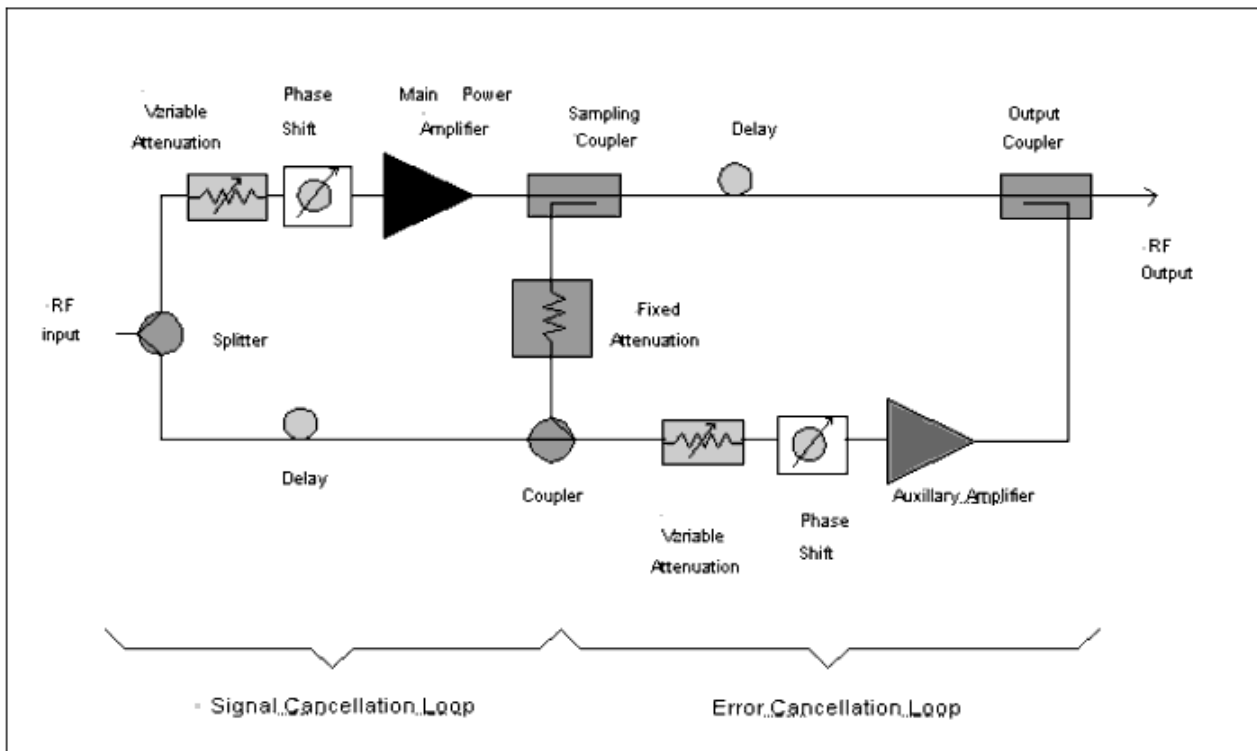 Variable
Attenuation
Phase
Shift
Main Power
Amplifier
Sampling
Coupler
Delay
Output
Coupler
RF
input
Splitter
Fixed
Attenuation
RF
Output
Delay
Coupler
Variable
Attenuation
Phase
Shift
Auxillary Amplifier
Signal Cancellation Loop
Error Cancellation Loop